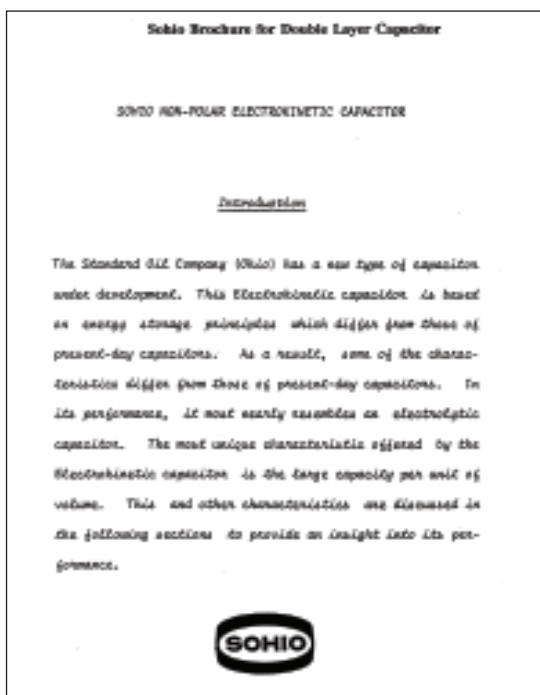 Sohio Brochure for Double Layer Capacitor
SOHIO NON-POLAR ELECTROKINETIC CAPACITOR
Introduction
The Standard Oil Company (Ohio) has a new type of capacitor
under development. This Electrokinetic capacitor is based
on energy storage principles which differ from those of
present-day capacitors. As a result, some of the charac-
teristics differ from those of present-day capacitors. In
its performance, it most nearly resembles an electrolytic
capacitor. The most unique characteristic offered by the
Electrokinetic capacitor is the large capacity per unit of
volume. This and other characteristics are discussed in
the following sections to provide an insight into its per-
formance.
SOHIO